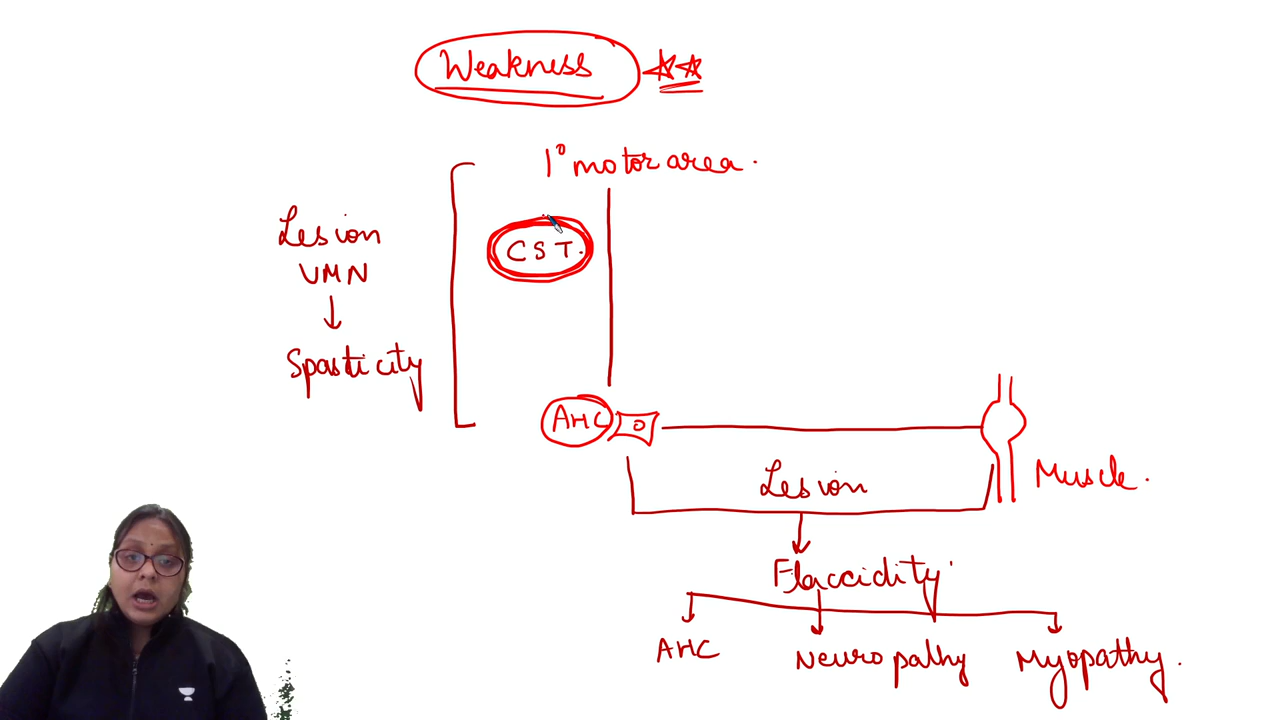 Weakness
1° motor area.
CST.
Lesion
UMN
Spasticity
AHC
Lesion
Muscle.
Flaccidity
AHC Neuropathy Myopathy.